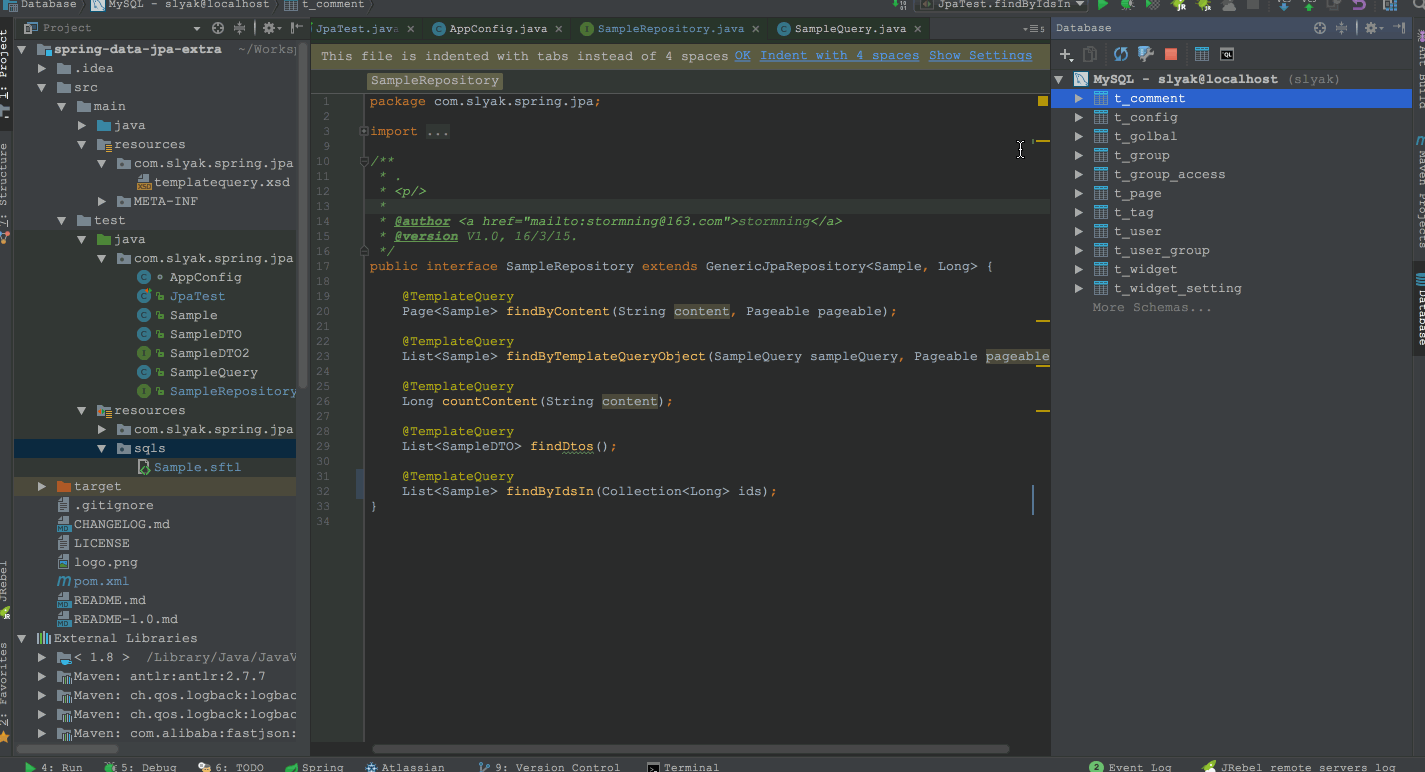 Database MySQL - slyak@localhost t_comment
JpaTest.findByIdsIn
Project
JpaTest.java
AppConfig.java
SampleRepository.java
SampleQuery.java
Database
This file is indented with tabs instead of 4 spaces OK Indent with 4 spaces Show Settings
SampleRepository
1: Project
7: Structure
JRebel
2: Favorites
spring-data-jpa-extra ~/Worksp
.idea
src
main
java
resources
com.slyak.spring.jpa
templatequery.xsd
META-INF
test
java
com.slyak.spring.jpa
AppConfig
JpaTest
Sample
SampleDTO
SampleDTO2
SampleQuery
SampleRepository
resources
com.slyak.spring.jpa
sqls
Sample.sftl
target
.gitignore
CHANGELOG.md
LICENSE
logo.png
pom.xml
README.md
README-1.0.md
External Libraries
< 1.8 > /Library/Java/JavaV
Maven: antlr:antlr:2.7.7
Maven: ch.qos.logback:logbac
Maven: ch.qos.logback:logbac
Maven: com.alibaba:fastjson:
1 package com.slyak.spring.jpa;
2
3 import ...
9
10 /**
11 * .
12 * <p/>
13 *
14 * @author <a href="mailto:stormning@163.com">stormning</a>
15 * @version V1.0, 16/3/15.
16 */
17 public interface SampleRepository extends GenericJpaRepository<Sample, Long> {
18
19 @TemplateQuery
20 Page<Sample> findByContent(String content, Pageable pageable);
21
22 @TemplateQuery
23 List<Sample> findByTemplateQueryObject(SampleQuery sampleQuery, Pageable pageable
24
25 @TemplateQuery
26 Long countContent(String content);
27
28 @TemplateQuery
29 List<SampleDTO> findDtos();
30
31 @TemplateQuery
32 List<Sample> findByIdsIn(Collection<Long> ids);
33 }
34
MySQL - slyak@localhost (slyak)
t_comment
t_config
t_golbal
t_group
t_group_access
t_page
t_tag
t_user
t_user_group
t_widget
t_widget_setting
More Schemas...
Ant Build
Maven Projects
Database
4: Run 5: Debug 6: TODO Spring Atlassian 9: Version Control Terminal 2 Event Log JRebel remote servers log